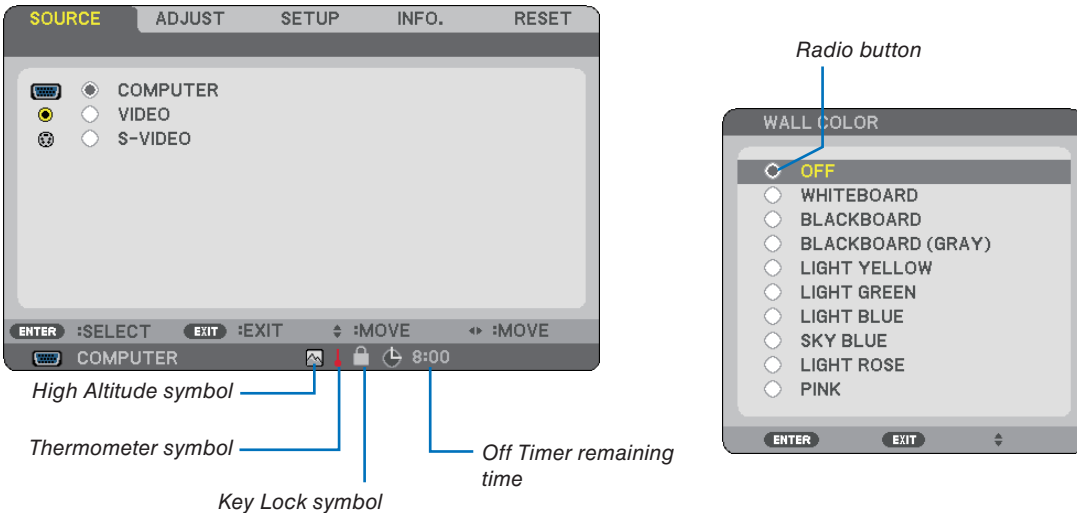 SOURCE ADJUST SETUP INFO. RESET
COMPUTER
VIDEO
S-VIDEO
ENTER :SELECT EXIT :EXIT :MOVE :MOVE
COMPUTER 8:00
High Altitude symbol
Thermometer symbol
Key Lock symbol
Off Timer remaining
time
Radio button
WALL COLOR
OFF
WHITEBOARD
BLACKBOARD
BLACKBOARD (GRAY)
LIGHT YELLOW
LIGHT GREEN
LIGHT BLUE
SKY BLUE
LIGHT ROSE
PINK
ENTER EXIT